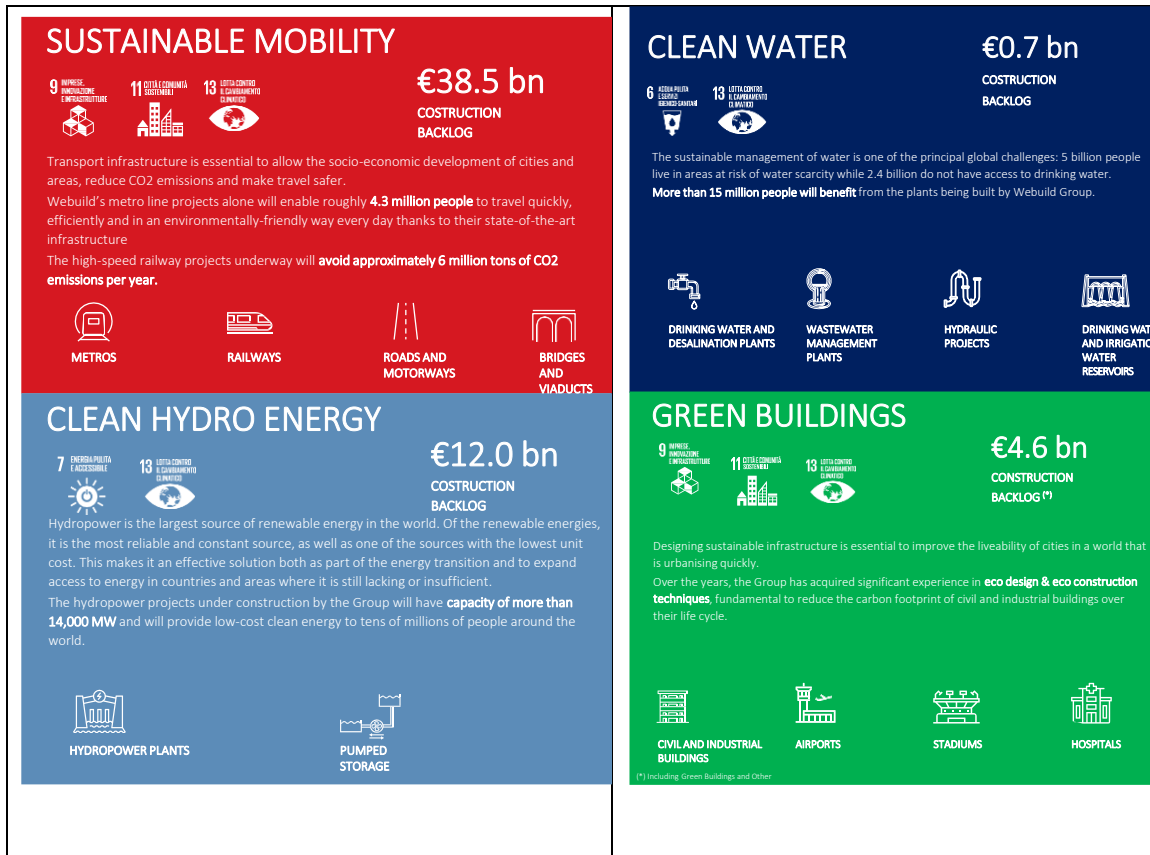 SUSTAINABLE MOBILITY
€38.5 bn
COSTRUCTION
BACKLOG
9 IMPRESE,
INNOVAZIONE
E INFRASTRUTTURE
11 CITTÀ E COMUNITÀ
SOSTENIBILI
13 LOTTA CONTRO
IL CAMBIAMENTO
CLIMATICO
Transport infrastructure is essential to allow the socio-economic development of cities and
areas, reduce CO2 emissions and make travel safer.
Webuild's metro line projects alone will enable roughly 4.3 million people to travel quickly,
efficiently and in an environmentally-friendly way every day thanks to their state-of-the-art
infrastructure
The high-speed railway projects underway will avoid approximately 6 million tons of CO2
emissions per year.
METROS
RAILWAYS
ROADS AND
MOTORWAYS
BRIDGES
AND
VIADUCTS
CLEAN WATER
€0.7 bn
COSTRUCTION
BACKLOG
6 ACQUA PULITA
E SERVIZI
IGIENICO-SANITARI
13 LOTTA CONTRO
IL CAMBIAMENTO
CLIMATICO
The sustainable management of water is one of the principal global challenges: 5 billion people
live in areas at risk of water scarcity while 2.4 billion do not have access to drinking water.
More than 15 million people will benefit from the plants being built by Webuild Group.
DRINKING WATER AND
DESALINATION PLANTS
WASTEWATER
MANAGEMENT
PLANTS
HYDRAULIC
PROJECTS
DRINKING WAT
AND IRRIGATIO
WATER
RESERVOIRS
CLEAN HYDRO ENERGY
€12.0 bn
COSTRUCTION
BACKLOG
7 ENERGIA PULITA
E ACCESSIBILE
13 LOTTA CONTRO
IL CAMBIAMENTO
CLIMATICO
Hydropower is the largest source of renewable energy in the world. Of the renewable energies,
it is the most reliable and constant source, as well as one of the sources with the lowest unit
cost. This makes it an effective solution both as part of the energy transition and to expand
access to energy in countries and areas where it is still lacking or insufficient.
The hydropower projects under construction by the Group will have capacity of more than
14,000 MW and will provide low-cost clean energy to tens of millions of people around the
world.
HYDROPOWER PLANTS
PUMPED
STORAGE
GREEN BUILDINGS
€4.6 bn
CONSTRUCTION
BACKLOG (*)
9 IMPRESE,
INNOVAZIONE
E INFRASTRUTTURE
11 CITTÀ E COMUNITÀ
SOSTENIBILI
13 LOTTA CONTRO
IL CAMBIAMENTO
CLIMATICO
Designing sustainable infrastructure is essential to improve the liveability of cities in a world that
is urbanising quickly.
Over the years, the Group has acquired significant experience in eco design & eco construction
techniques, fundamental to reduce the carbon footprint of civil and industrial buildings over
their life cycle.
CIVIL AND INDUSTRIAL
BUILDINGS
AIRPORTS
STADIUMS
HOSPITALS
(*) Including Green Buildings and Other